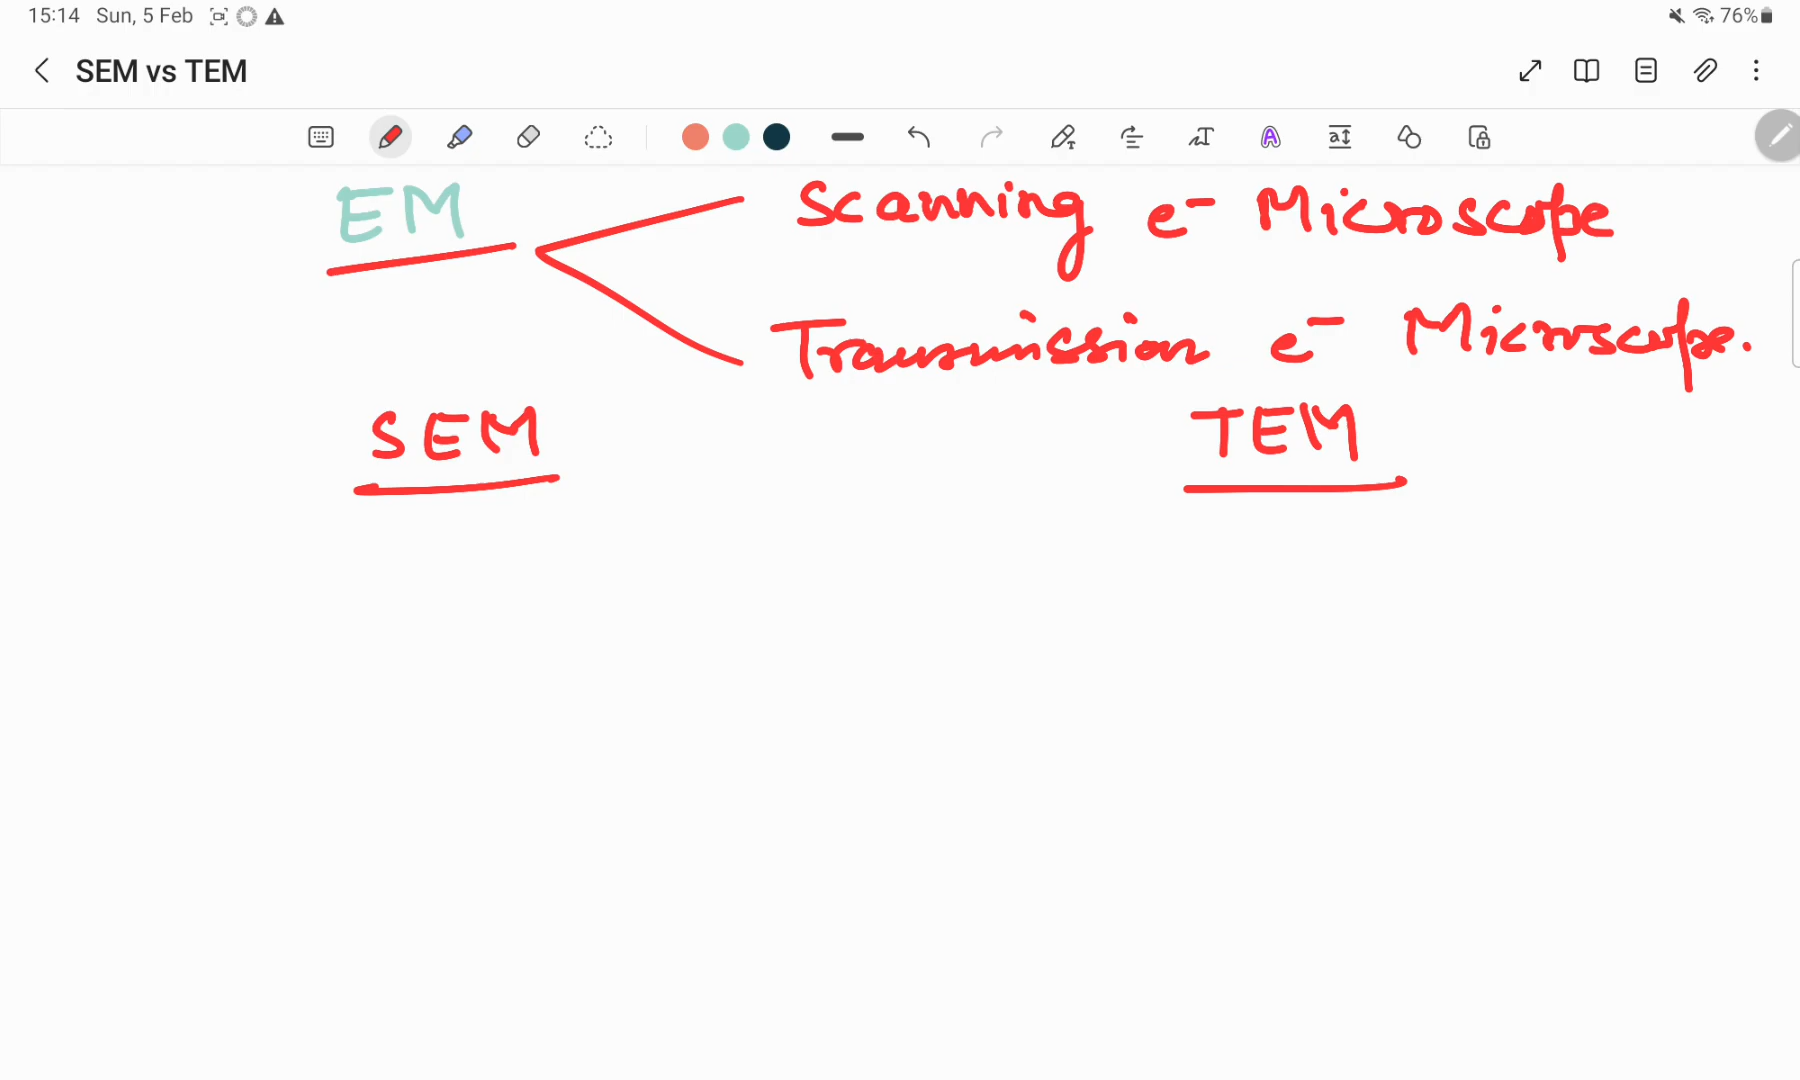 15:14 Sun, 5 Feb 76%
SEM vs TEM
EM Scanning e⁻ Microscope
Transmission e⁻ Microscope.
SEM TEM